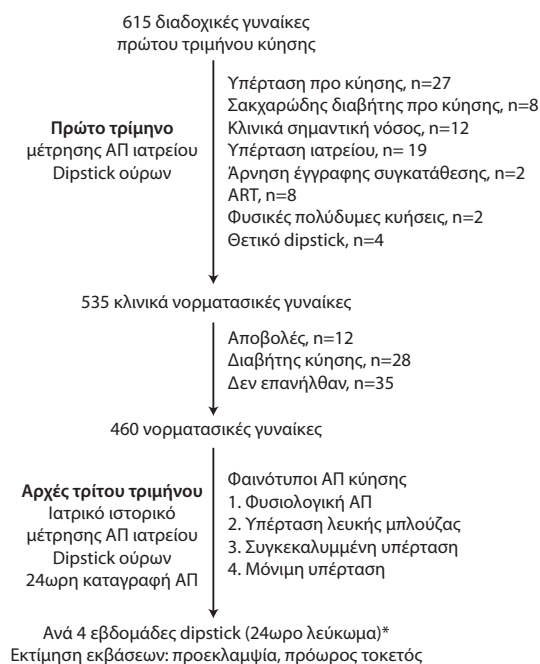 615 διαδοχικές γυναίκες
πρώτου τριμήνου κύησης
Πρώτο τρίμηνο
μέτρησης ΑΠ ιατρείου
Dipstick ούρων
Υπέρταση προ κύησης, n=27
Σακχαρώδης διαβήτης προ κύησης, n=8
Κλινικά σημαντική νόσος, n=12
Υπέρταση ιατρείου, n= 19
Άρνηση έγγραφης συγκατάθεσης, n=2
ART, n=8
Φυσικές πολύδυμες κυήσεις, n=2
Θετικό dipstick, n=4
535 κλινικά νορματασικές γυναίκες
Αποβολές, n=12
Διαβήτης κύησης, n=28
Δεν επανήλθαν, n=35
460 νορματασικές γυναίκες
Αρχές τρίτου τριμήνου
Ιατρικό ιστορικό
μέτρησης ΑΠ ιατρείου
Dipstick ούρων
24ωρη καταγραφή ΑΠ
Φαινότυποι ΑΠ κύησης
1. Φυσιολογική ΑΠ
2. Υπέρταση λευκής μπλούζας
3. Συγκεκαλυμμένη υπέρταση
4. Μόνιμη υπέρταση
Ανά 4 εβδομάδες dipstick (24ωρο λεύκωμα)*
Εκτίμηση εκβάσεων: προεκλαμψία, πρόωρος τοκετός